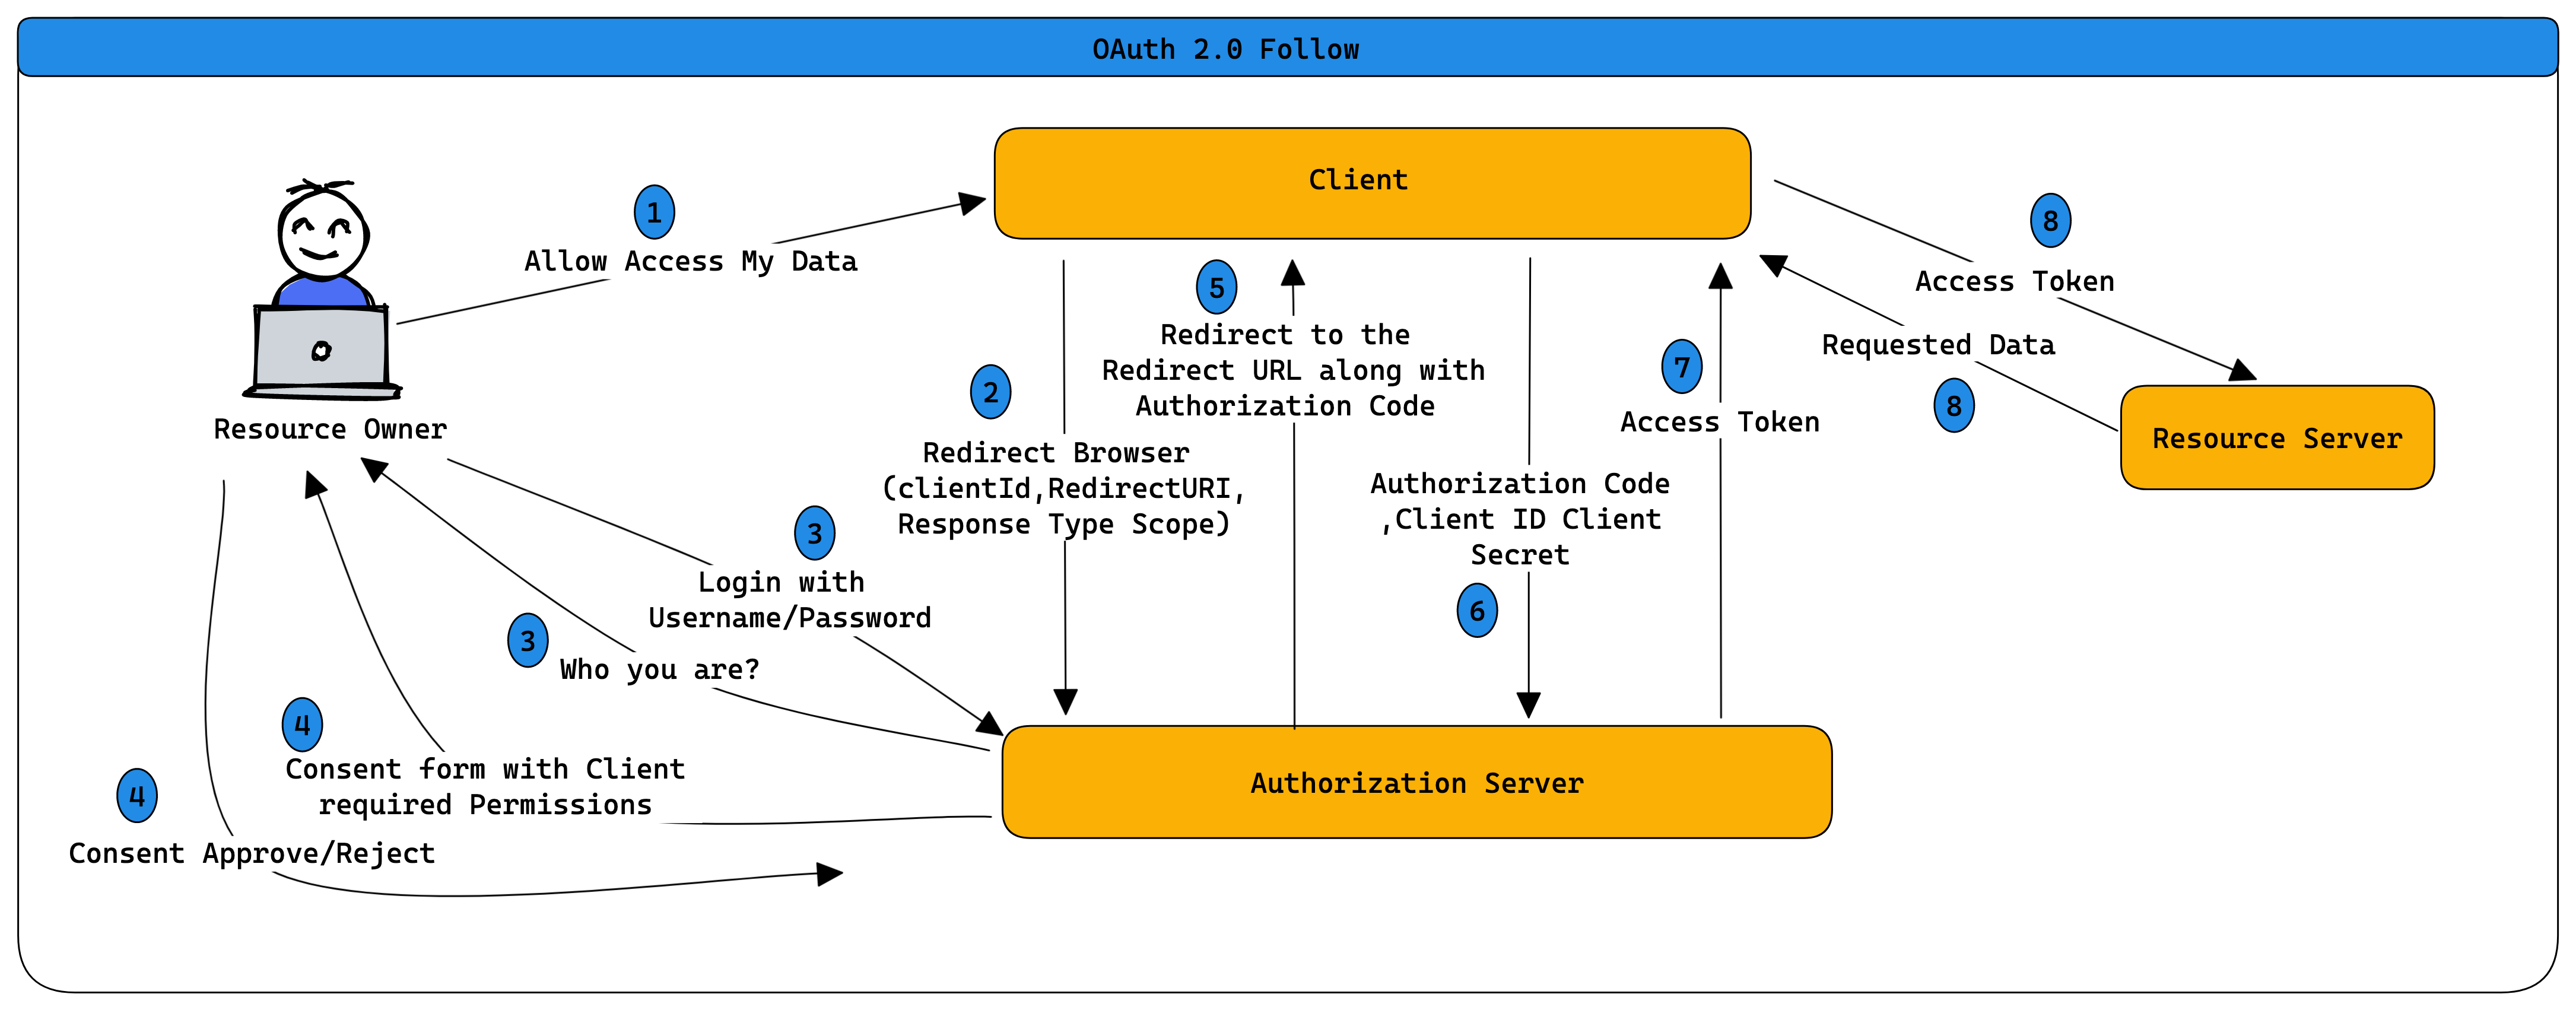 OAuth 2.0 Follow
Client
1
Allow Access My Data
8
Access Token
5
Redirect to the
Redirect URL along with
Authorization Code
Requested Data
8
7
Access Token
2
Redirect Browser
(clientId,RedirectURI,
Response Type Scope)
Resource Owner
Resource Server
Authorization Code
,Client ID Client
Secret
6
3
Login with
Username/Password
3
Who you are?
4
Consent form with Client
required Permissions
4
Consent Approve/Reject
Authorization Server